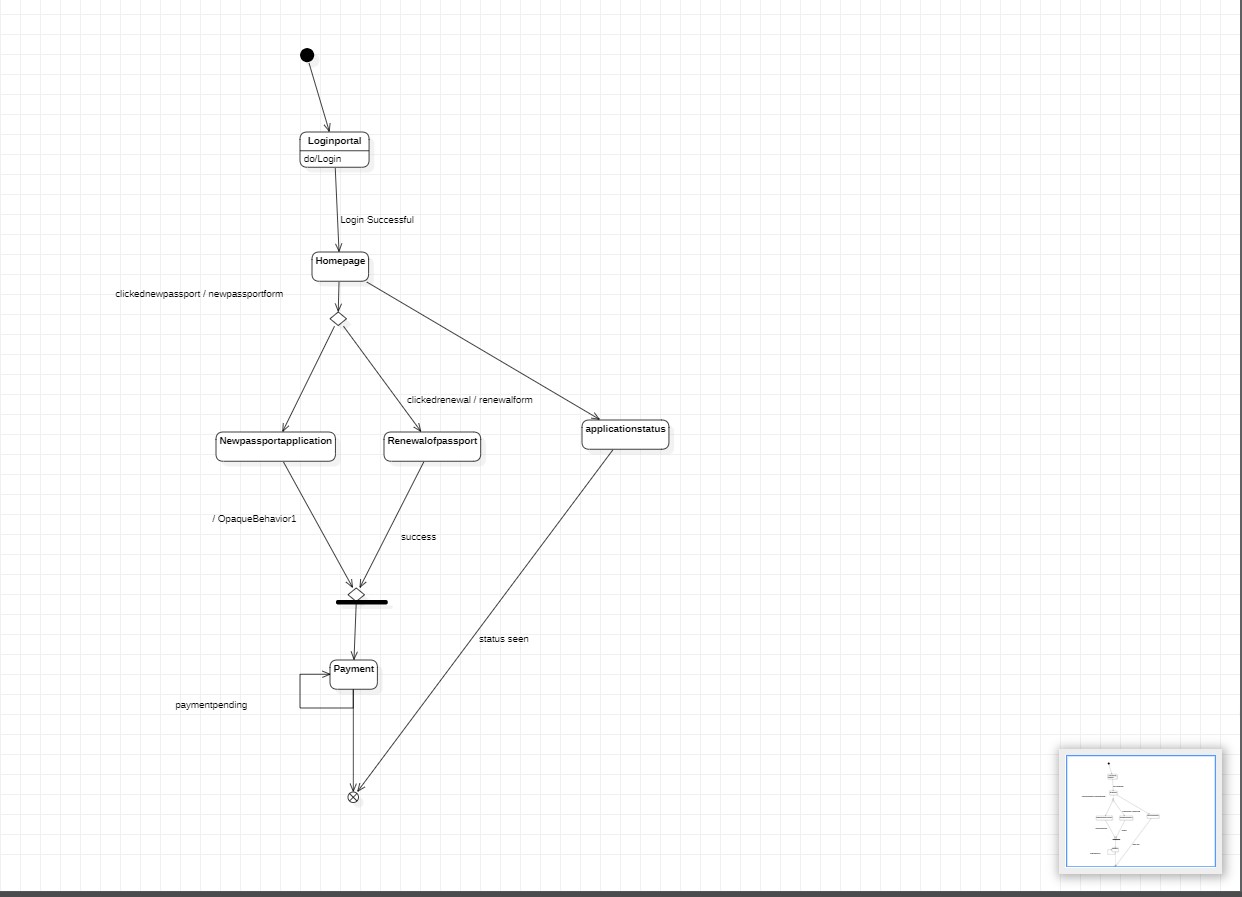 Loginportal
do/Login
Login Successful
Homepage
clickednewpassport / newpassportform
clickedrenewal / renewalform
applicationstatus
Newpassportapplication
Renewalofpassport
/ OpaqueBehavior1
success
status seen
Payment
paymentpending